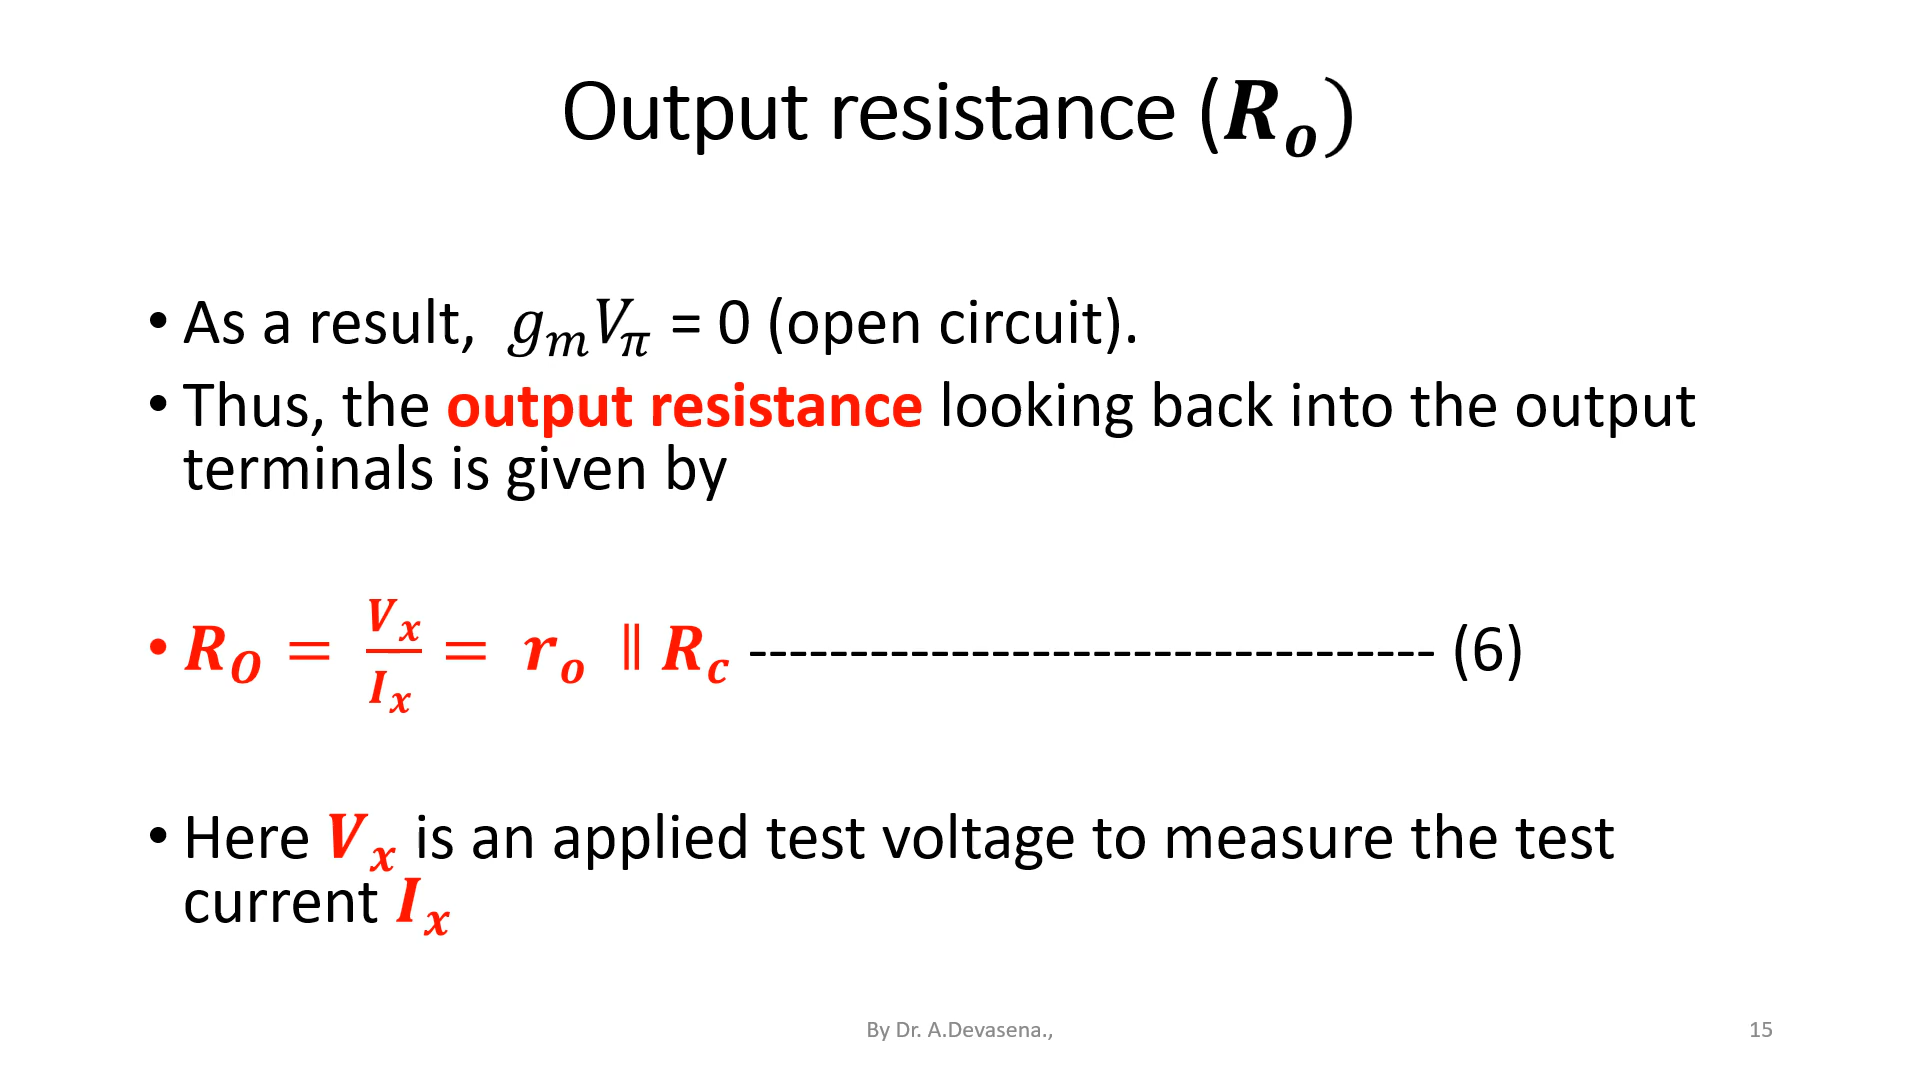 Output resistance (𝑹𝒐)
• As a result, 𝑔𝑚𝑉𝜋 = 0 (open circuit).
• Thus, the output resistance looking back into the output
terminals is given by
• 𝑹𝑶 = 𝑽𝒙/𝑰𝒙 = 𝒓𝒐 ∥ 𝑹𝒄 ---------------------------------- (6)
• Here 𝑽𝒙 is an applied test voltage to measure the test
current 𝑰𝒙
By Dr. A.Devasena.,
15